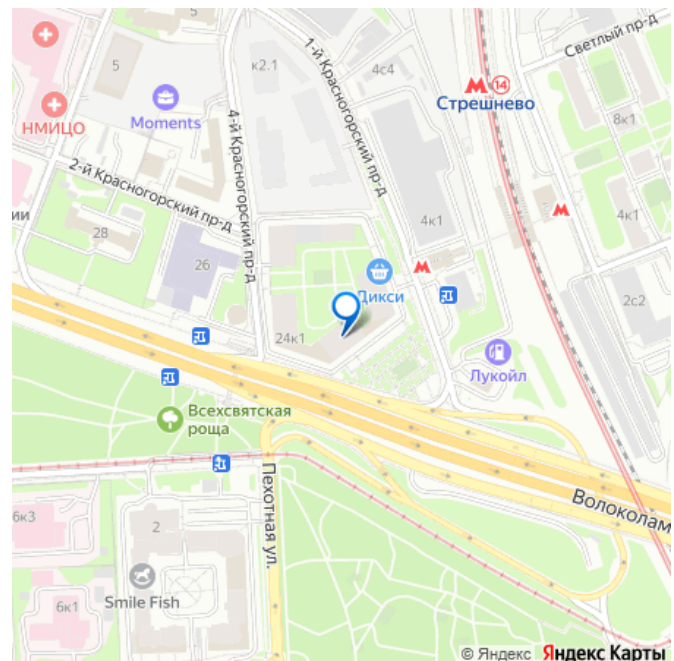 5
5
к2.1
4с4
1-й Красногорский пр-д
14
Стрешнево
Светлый пр-д
8к1
НМИЦО
Moments
4-й Красногорский пр-д
2-й Красногорский пр-д
ии
28
26
4к1
4к1
Дикси
2с2
24к1
Лукойл
Всехсвятская
роща
Пехотная ул.
Волоколам
6к3
2
Smile Fish
6к1
© Яндекс Яндекс Карты